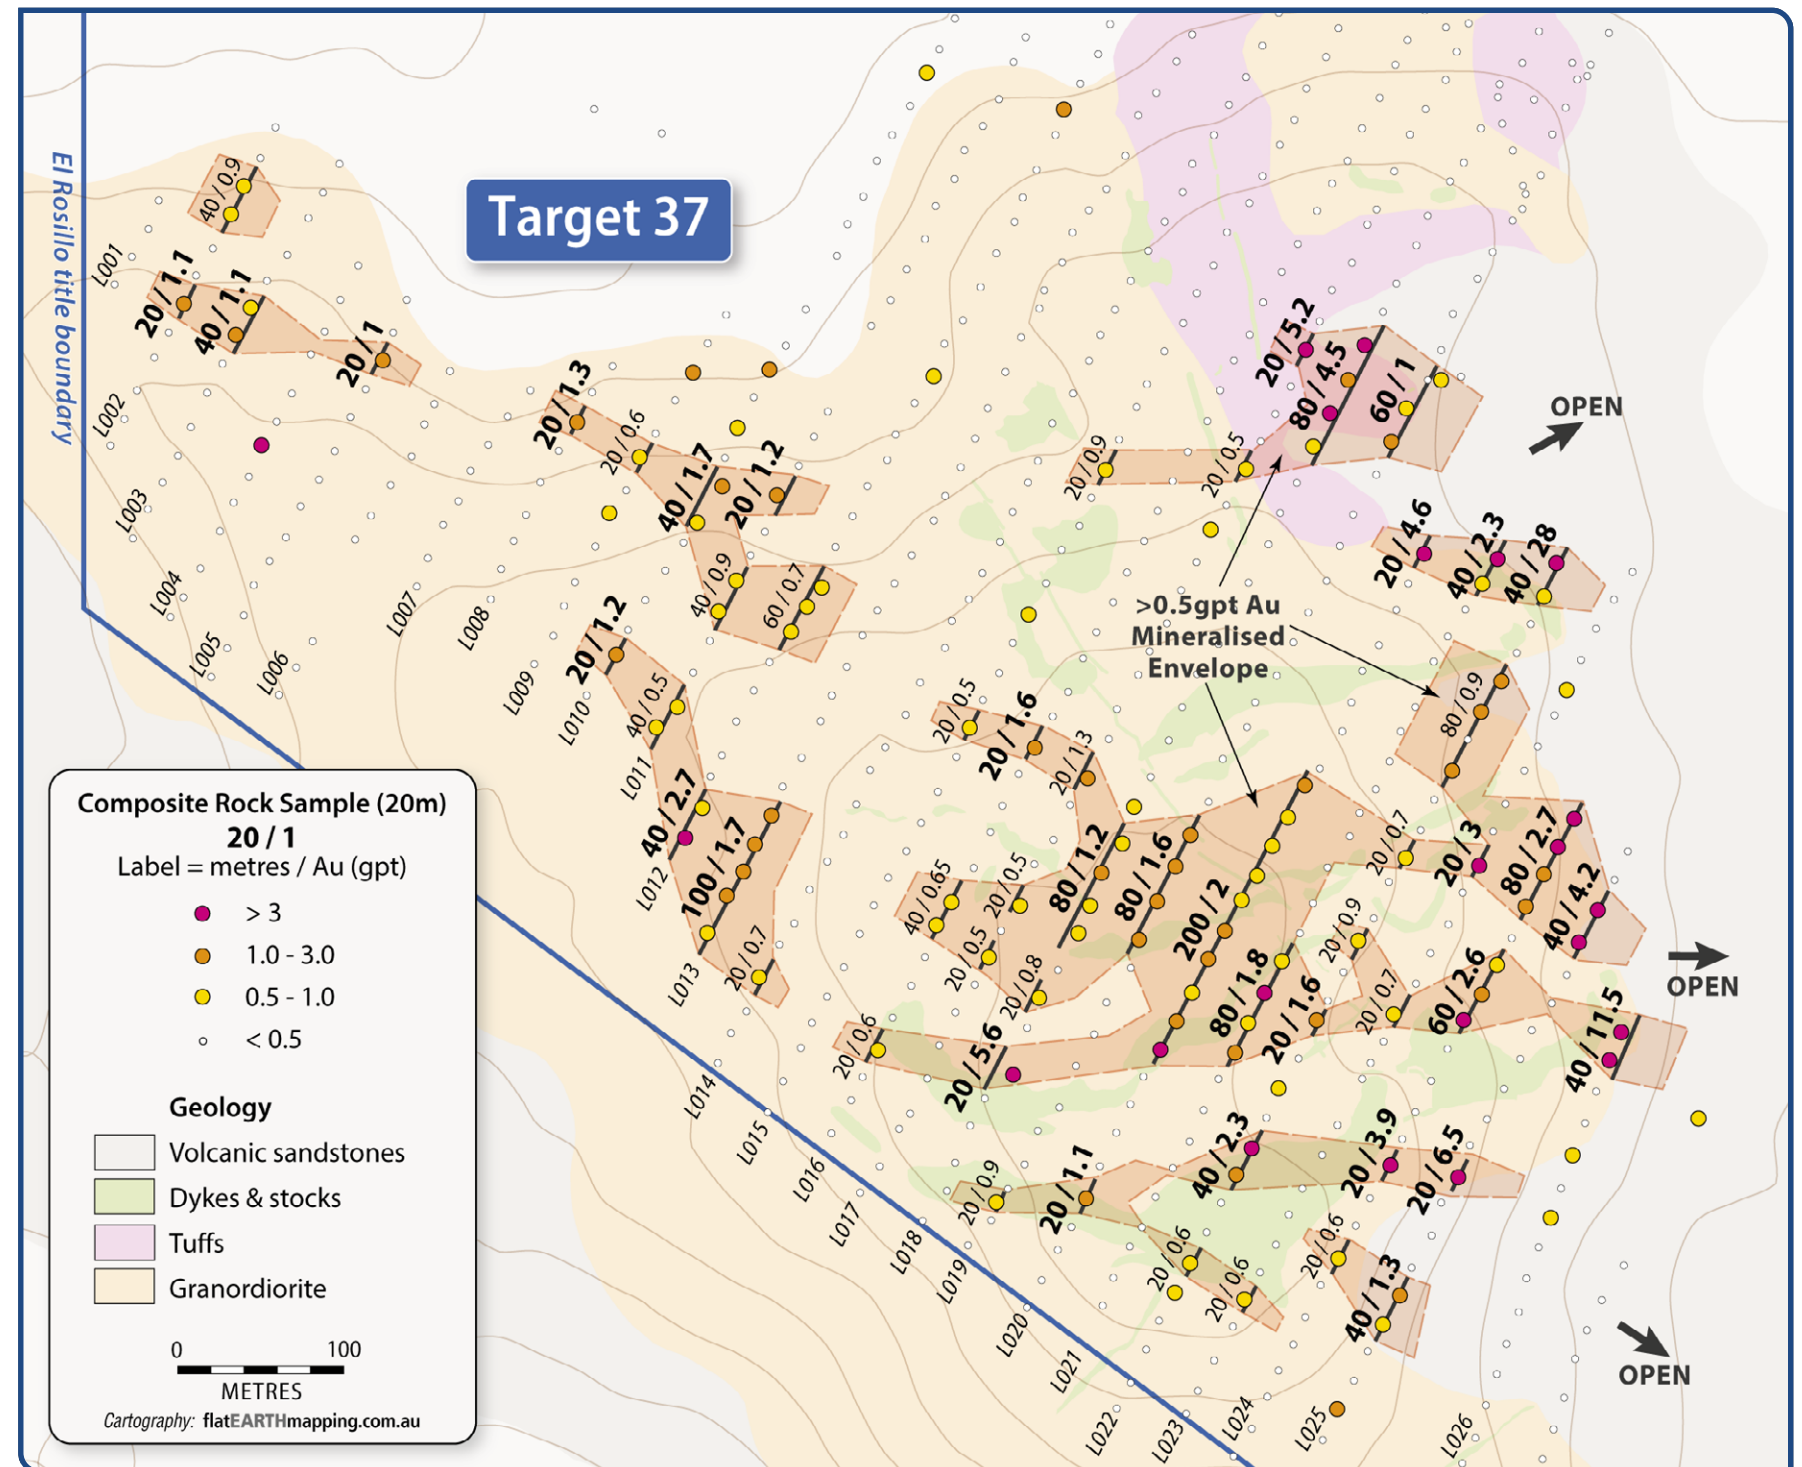 El Rosillo title boundary
Target 37
40 / 0.9
L001
20 / 1.1
40 / 1.1
20 / 1
L002
20 / 1.3
20 / 0.6
40 / 1.7
20 / 1.2
20 / 5.2
80 / 4.5
60 / 1
OPEN
20 / 0.9
20 / 0.5
L003
20 / 4.6
40 / 2.3
40 / 28
L004
L005
L006
L007
L008
L009
L010
40 / 0.9
60 / 0.7
20 / 1.2
40 / 0.5
>0.5gpt Au
Mineralised
Envelope
80 / 0.9
20 / 0.5
20 / 1.6
20 / 1.3
L011
40 / 2.7
100 / 1.7
L012
L013
20 / 0.7
40 / 0.65
20 / 0.5
20 / 0.5
20 / 0.8
80 / 1.2
80 / 1.6
200 / 2
80 / 1.8
20 / 1.6
20 / 0.9
20 / 0.7
20 / 0.7
20 / 3
80 / 2.7
40 / 4.2
60 / 2.6
OPEN
40 / 11.5
20 / 0.6
20 / 5.6
L014
L015
L016
L017
L018
L019
L020
L021
L022
L023
L024
L025
L026
20 / 0.9
20 / 1.1
40 / 2.3
20 / 3.9
20 / 6.5
20 / 0.6
20 / 0.6
20 / 0.6
40 / 1.3
OPEN
Composite Rock Sample (20m)
20 / 1
Label = metres / Au (gpt)
> 3
1.0 - 3.0
0.5 - 1.0
< 0.5
Geology
Volcanic sandstones
Dykes & stocks
Tuffs
Granordiorite
0 100
METRES
Cartography: flatEARTHmapping.com.au